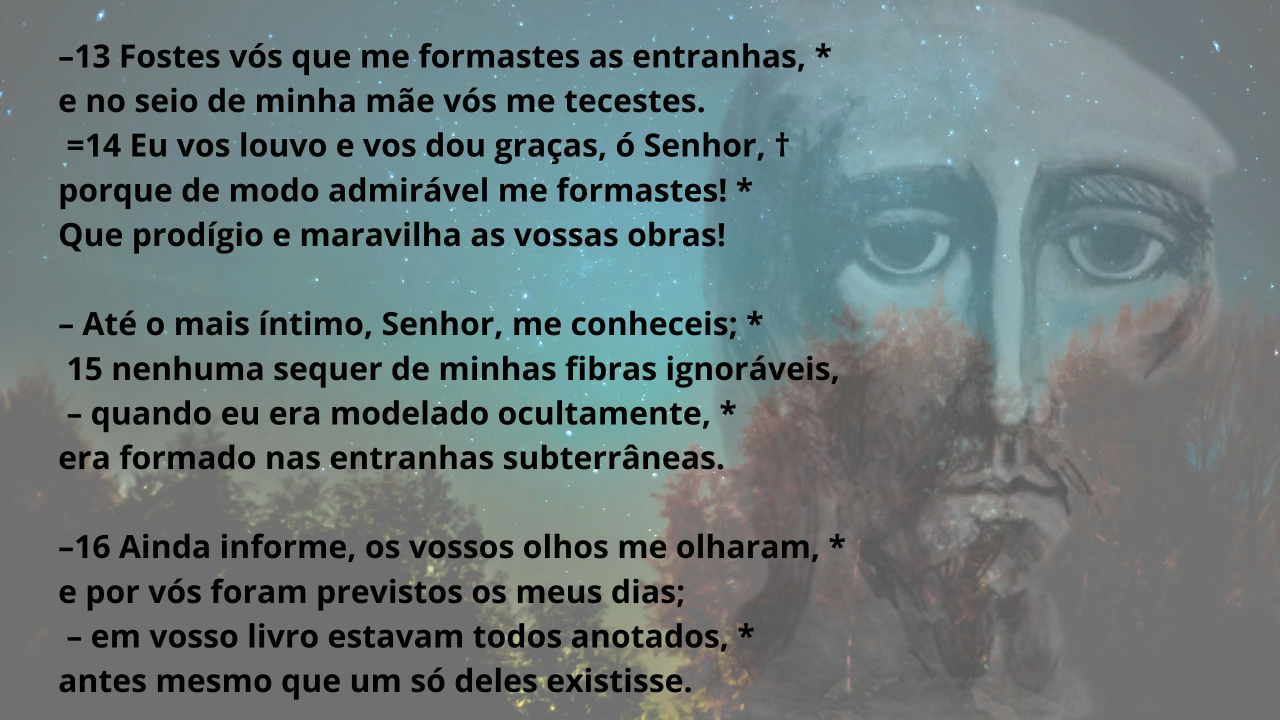 –13 Fostes vós que me formastes as entranhas, *
e no seio de minha mãe vós me tecestes.
=14 Eu vos louvo e vos dou graças, ó Senhor, †
porque de modo admirável me formastes! *
Que prodígio e maravilha as vossas obras!
– Até o mais íntimo, Senhor, me conheceis; *
15 nenhuma sequer de minhas fibras ignoráveis,
– quando eu era modelado ocultamente, *
era formado nas entranhas subterrâneas.
–16 Ainda informe, os vossos olhos me olharam, *
e por vós foram previstos os meus dias;
– em vosso livro estavam todos anotados, *
antes mesmo que um só deles existisse.